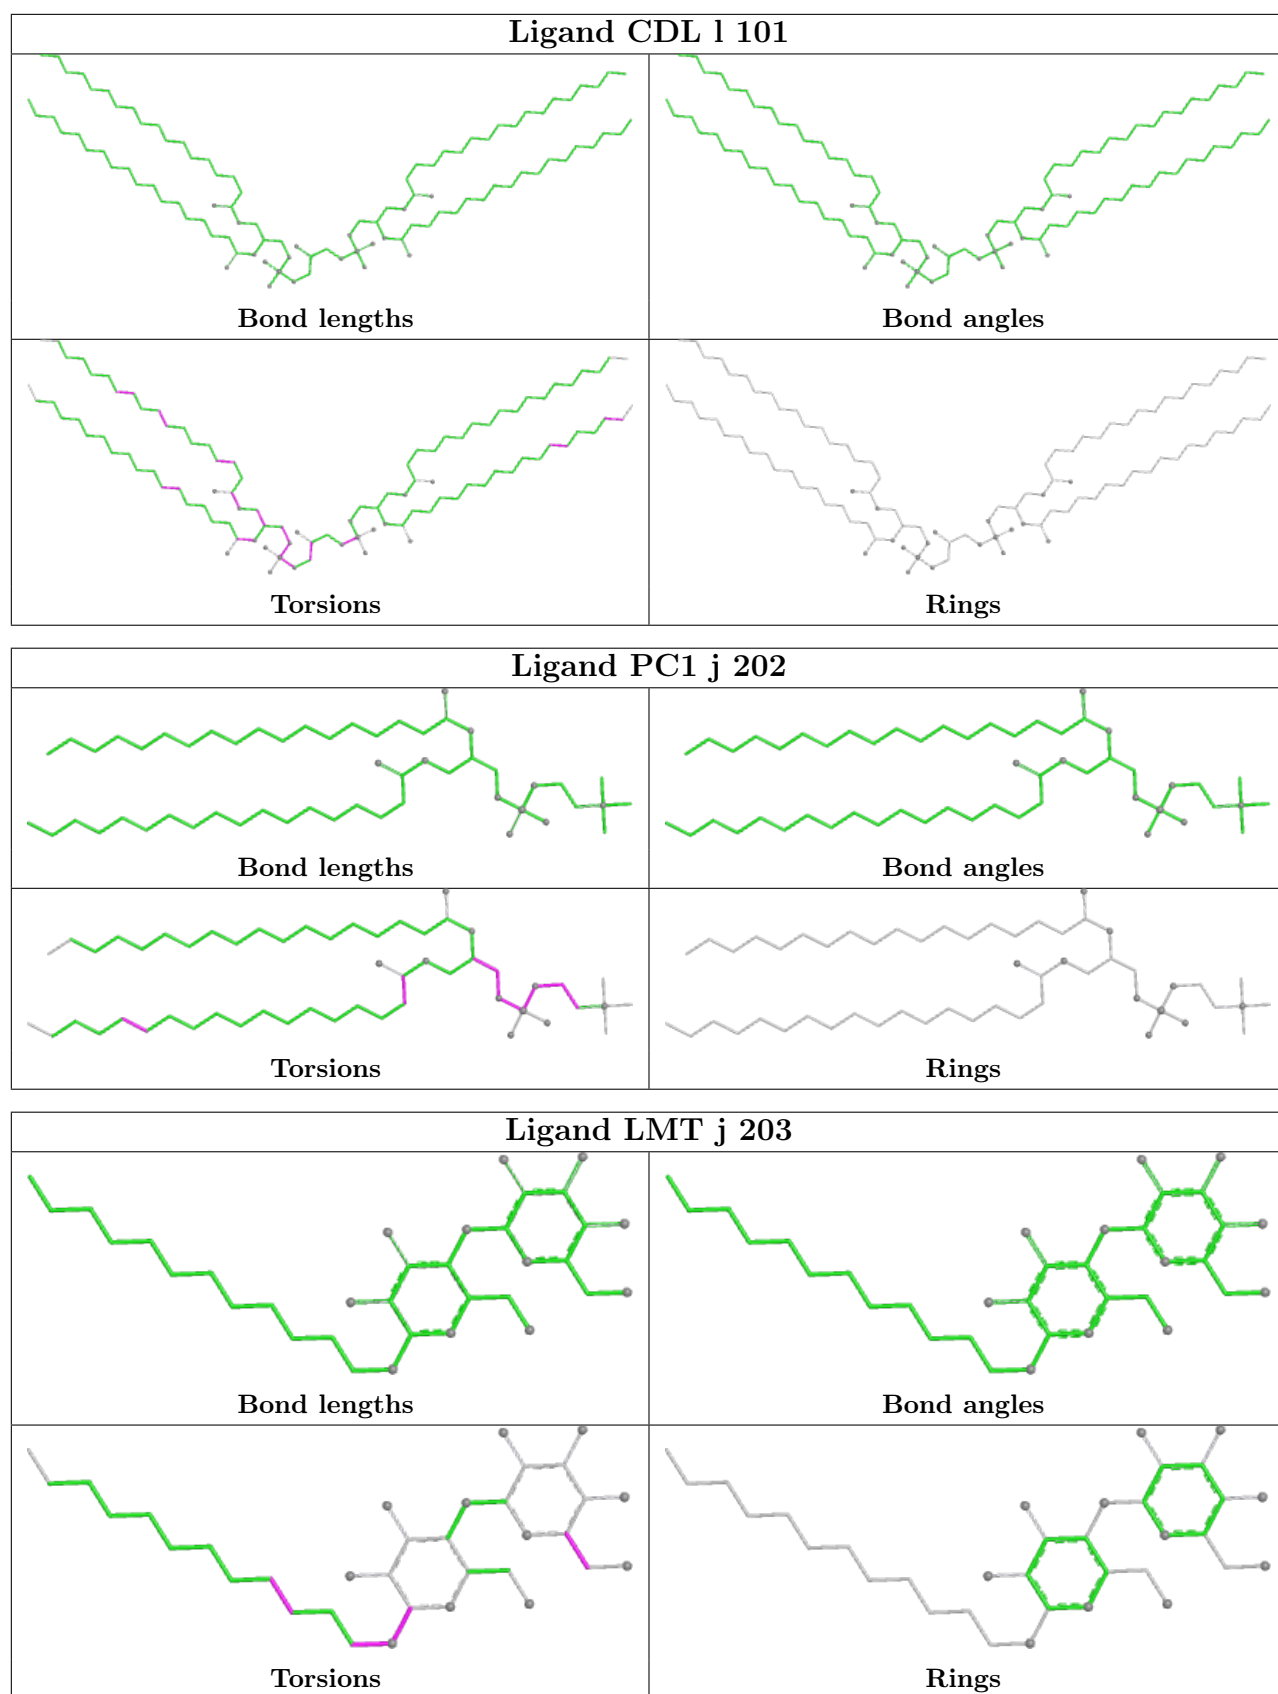 Ligand CDL l 101
Bond lengths
Bond angles
Torsions
Rings
Ligand PC1 j 202
Bond lengths
Bond angles
Torsions
Rings
Ligand LMT j 203
Bond lengths
Bond angles
Torsions
Rings